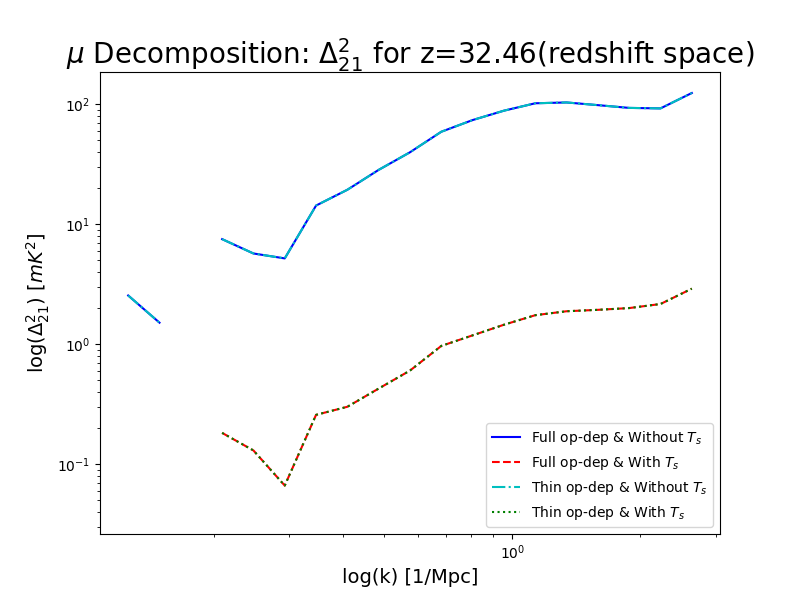 μ Decomposition: Δ²₂₁ for z=32.46(redshift space)
log(Δ²₂₁) [mK²]
10²
10¹
10⁰
10⁻¹
Full op-dep & Without Tₛ
Full op-dep & With Tₛ
Thin op-dep & Without Tₛ
Thin op-dep & With Tₛ
10⁰
log(k) [1/Mpc]